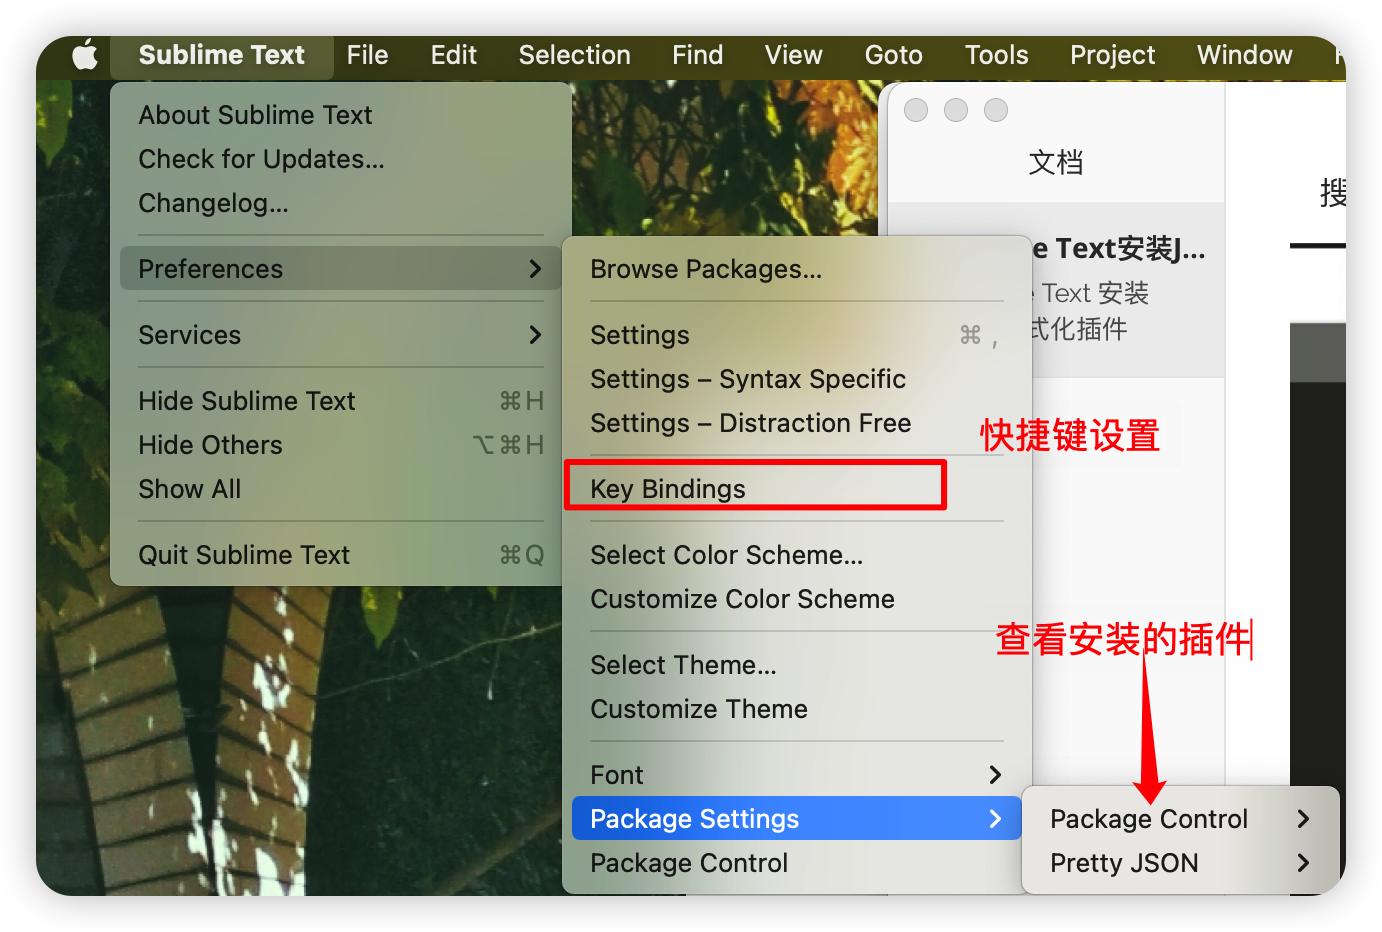 Sublime Text File Edit Selection Find View Goto Tools Project Window
About Sublime Text
Check for Updates...
Changelog...
Preferences
Services
Hide Sublime Text ⌘H
Hide Others ⌥⌘H
Show All
Quit Sublime Text ⌘Q
Browse Packages...
Settings ⌘ ,
Settings – Syntax Specific
Settings – Distraction Free
Key Bindings
Select Color Scheme...
Customize Color Scheme
Select Theme...
Customize Theme
Font
Package Settings
Package Control
Package Control
Pretty JSON
文档
搜
e Text安装J...
Text 安装
式化插件
快捷键设置
查看安装的插件